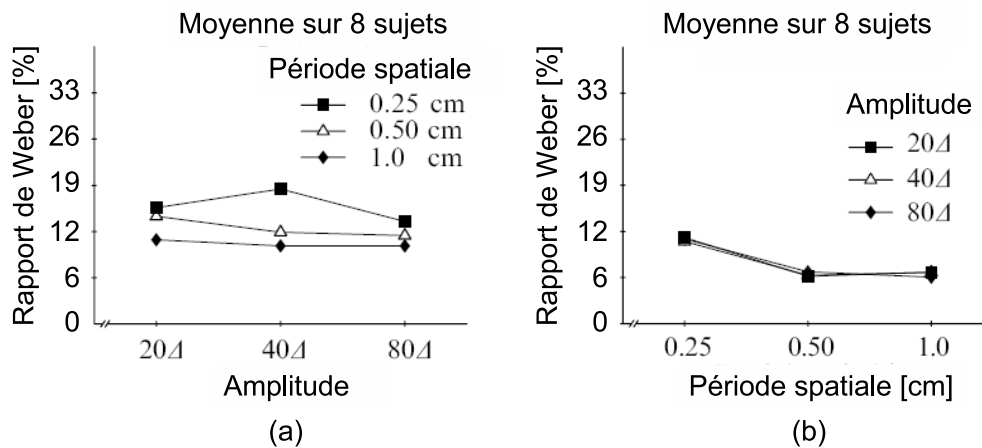 Moyenne sur 8 sujets
Rapport de Weber [%]
33
26
19
12
6
0
Période spatiale
0.25 cm
0.50 cm
1.0 cm
20Δ 40Δ 80Δ
Amplitude
(a)
Moyenne sur 8 sujets
Rapport de Weber [%]
33
26
19
12
6
0
Amplitude
20Δ
40Δ
80Δ
0.25 0.50 1.0
Période spatiale [cm]
(b)